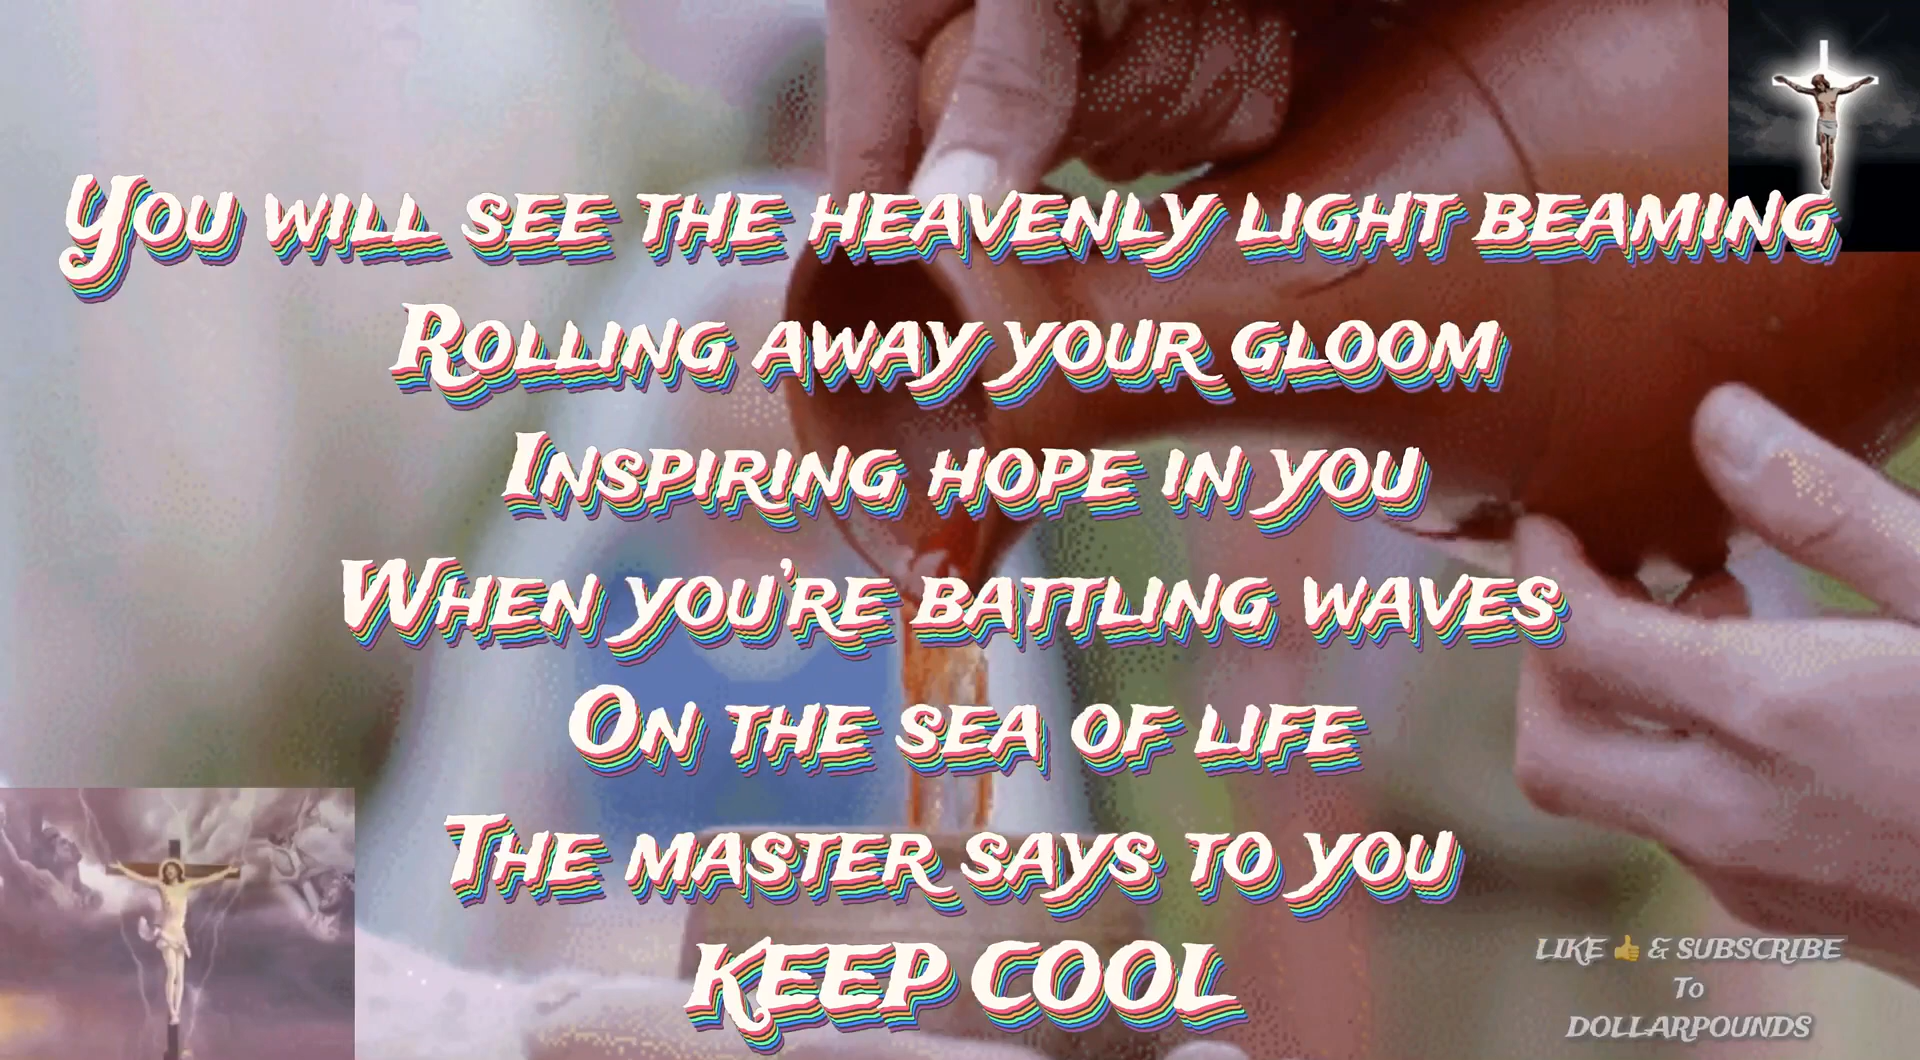 You will see the heavenly light beaming
Rolling away your gloom
Inspiring hope in you
When you're battling waves
On the sea of life
The master says to you
KEEP COOL
LIKE 👍 & SUBSCRIBE
To
DOLLARPOUNDS